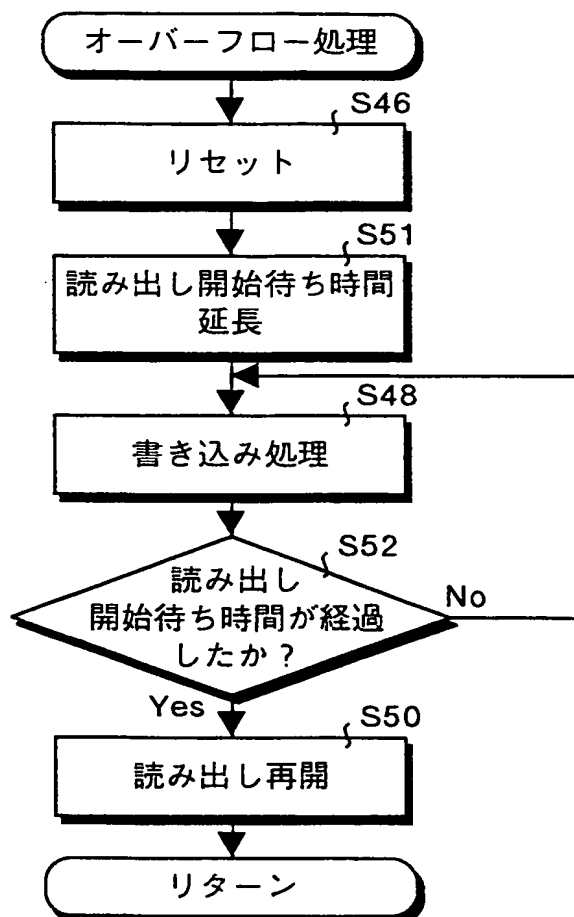 オーバーフロー処理
S46
リセット
S51
読み出し開始待ち時間
延長
S48
書き込み処理
S52
読み出し
開始待ち時間が経過
したか？
No
Yes
S50
読み出し再開
リターン